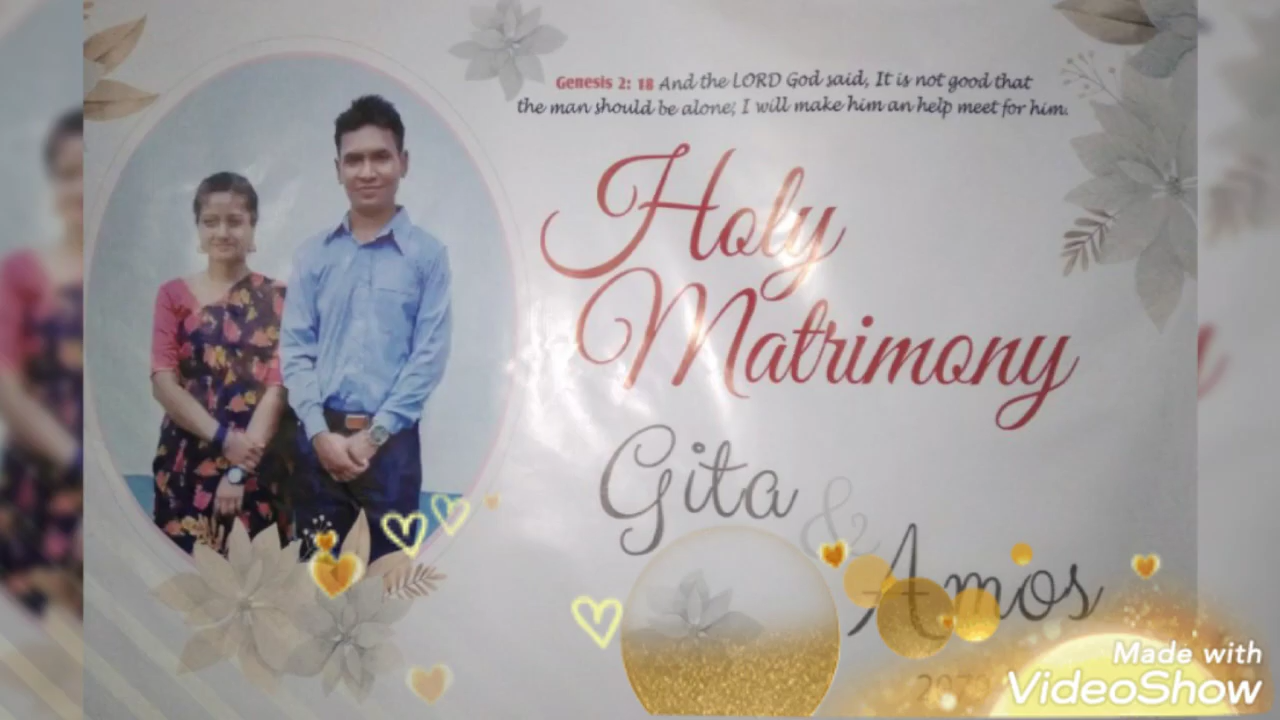 Genesis 2: 18 And the LORD God said, It is not good that
the man should be alone; I will make him an help meet for him.
Holy
Matrimony
Gita
&
Amos
Made with
VideoShow